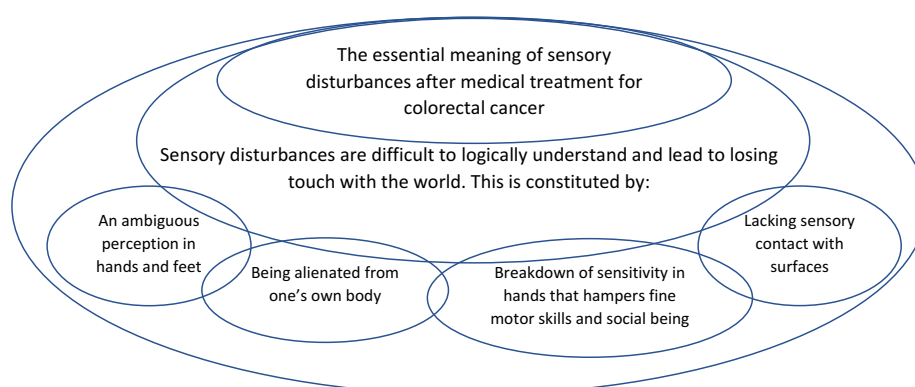 The essential meaning of sensory
disturbances after medical treatment for
colorectal cancer
Sensory disturbances are difficult to logically understand and lead to losing
touch with the world. This is constituted by:
An ambiguous
perception in
hands and feet
Being alienated from
one’s own body
Breakdown of sensitivity in
hands that hampers fine
motor skills and social being
Lacking sensory
contact with
surfaces